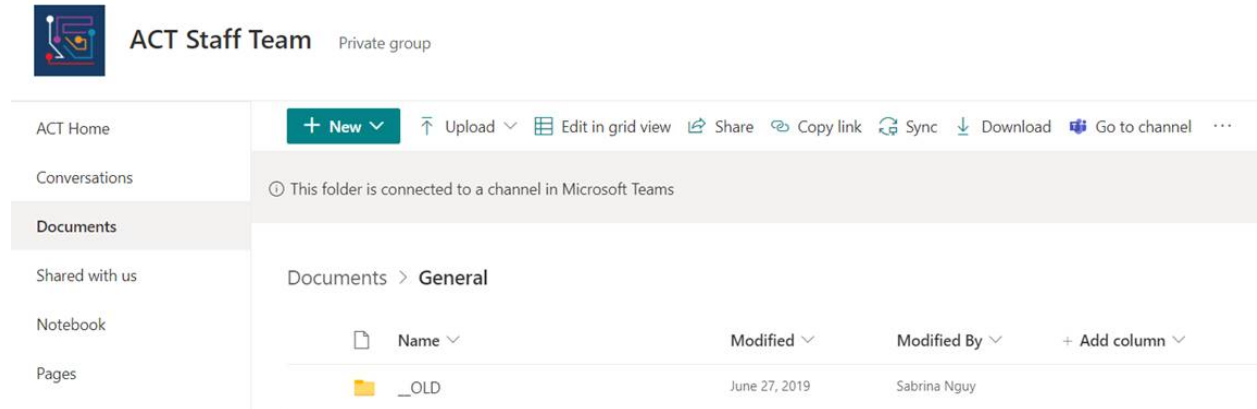 ACT Staff Team Private group
ACT Home
+ New Upload Edit in grid view Share Copy link Sync Download Go to channel ...
Conversations
This folder is connected to a channel in Microsoft Teams
Documents
Shared with us
Documents > General
Notebook
Name Modified Modified By + Add column
Pages
__OLD June 27, 2019 Sabrina Nguy